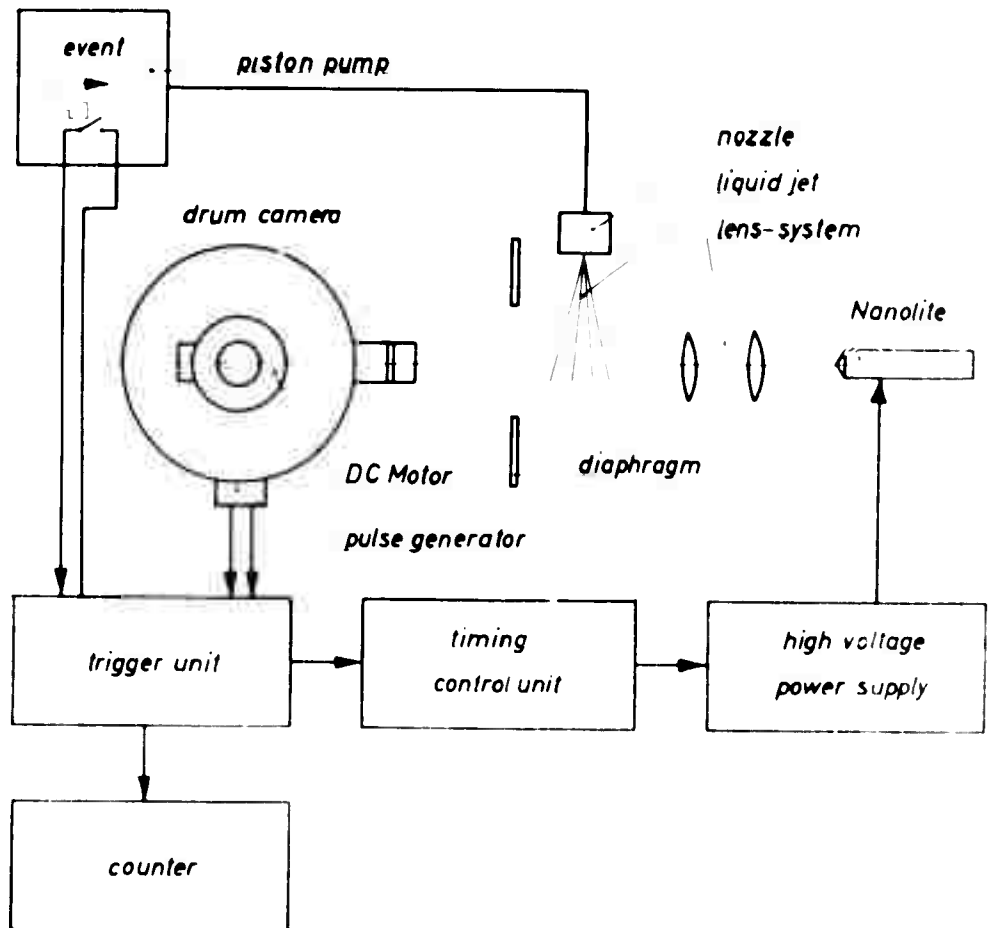 event
piston pump
nozzle
liquid jet
lens-system
drum camera
Nanolite
DC Motor
diaphragm
pulse generator
trigger unit
timing
control unit
high voltage
power supply
counter